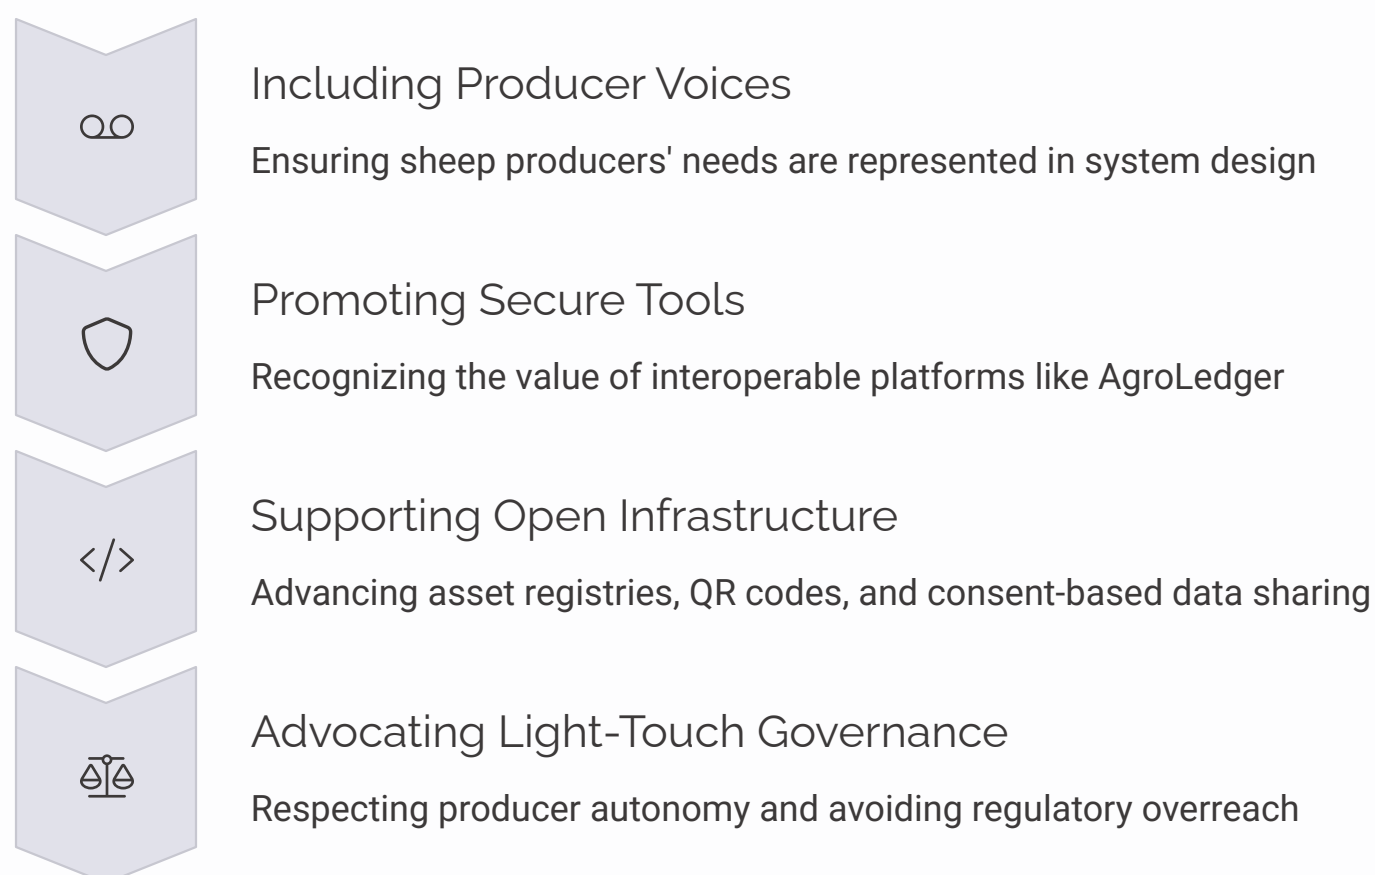 Including Producer Voices
Ensuring sheep producers' needs are represented in system design
Promoting Secure Tools
Recognizing the value of interoperable platforms like AgroLedger
Supporting Open Infrastructure
Advancing asset registries, QR codes, and consent-based data sharing
Advocating Light-Touch Governance
Respecting producer autonomy and avoiding regulatory overreach